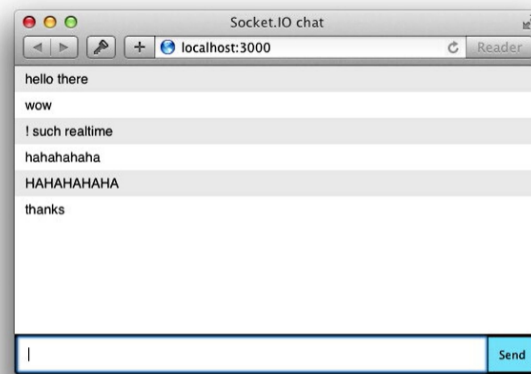 Socket.IO chat
localhost:3000
Reader
hello there
wow
! such realtime
hahahahaha
HAHAHAHAHA
thanks
Send